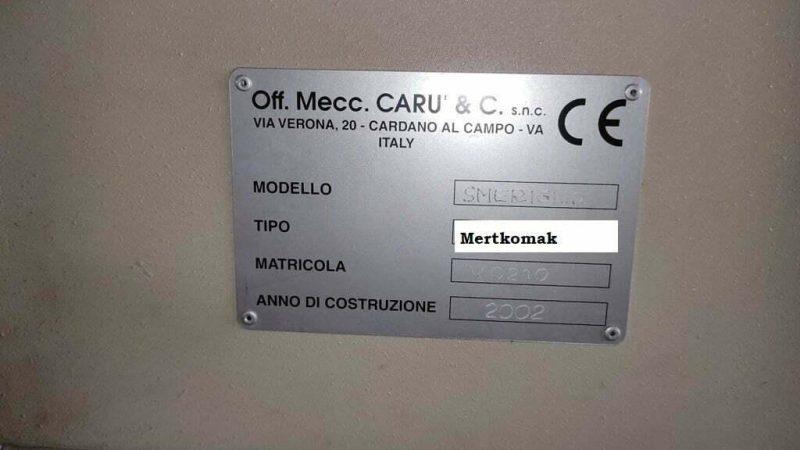 Off. Mecc. CARU' & C. s.n.c.
VIA VERONA, 20 - CARDANO AL CAMPO - VA
ITALY
CE
MODELLO
TIPO Mertkomak
MATRICOLA
ANNO DI COSTRUZIONE 2002